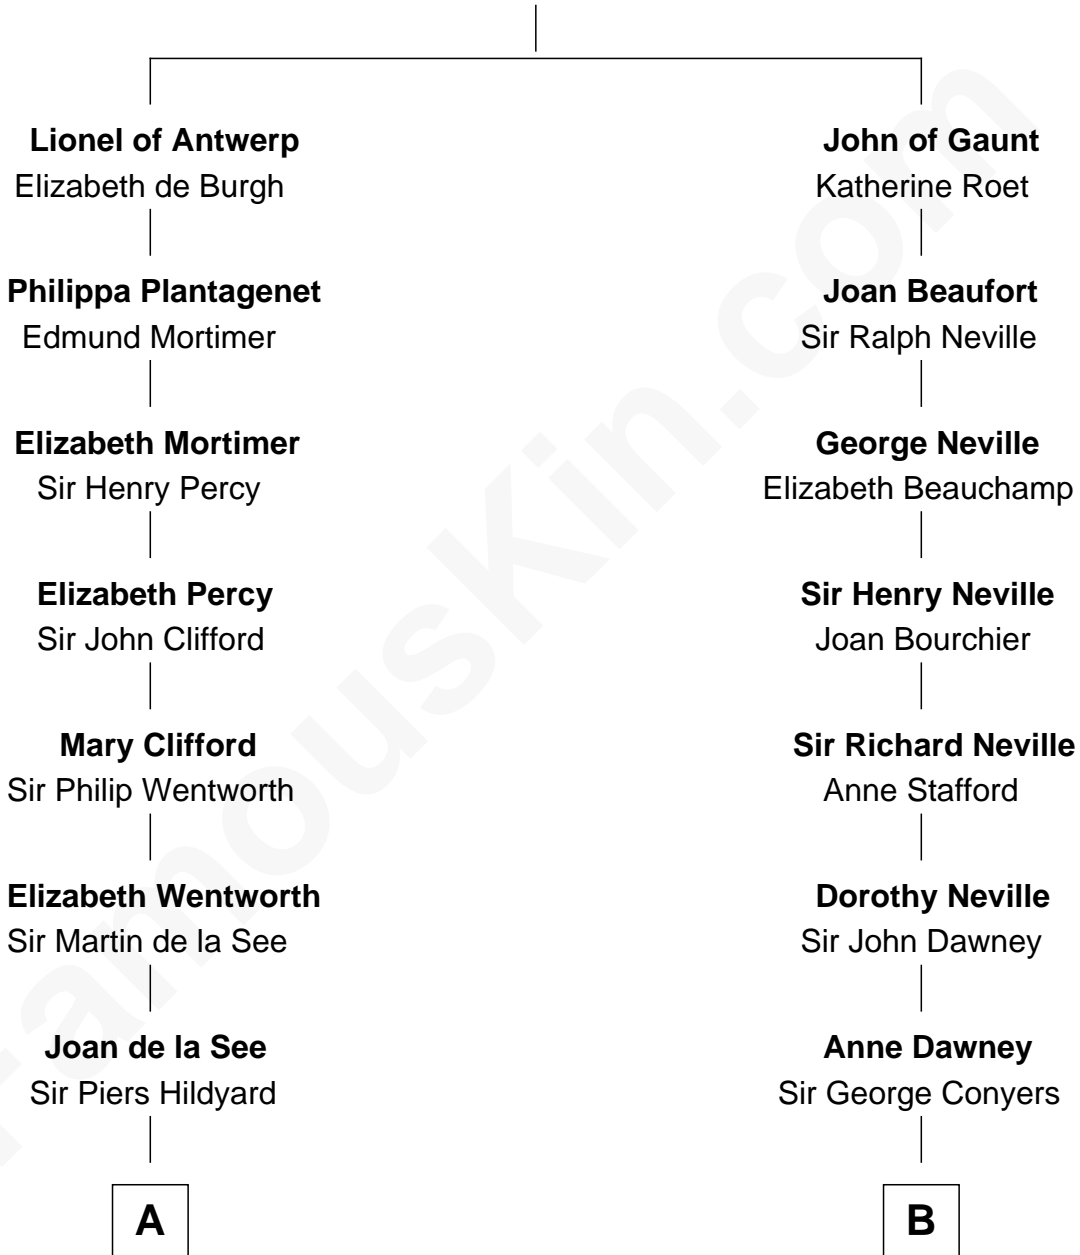 Lionel of Antwerp
Elizabeth de Burgh
Philippa Plantagenet
Edmund Mortimer
Elizabeth Mortimer
Sir Henry Percy
Elizabeth Percy
Sir John Clifford
Mary Clifford
Sir Philip Wentworth
Elizabeth Wentworth
Sir Martin de la See
Joan de la See
Sir Piers Hildyard
A
John of Gaunt
Katherine Roet
Joan Beaufort
Sir Ralph Neville
George Neville
Elizabeth Beauchamp
Sir Henry Neville
Joan Bourchier
Sir Richard Neville
Anne Stafford
Dorothy Neville
Sir John Dawney
Anne Dawney
Sir George Conyers
B
FamousKin.com